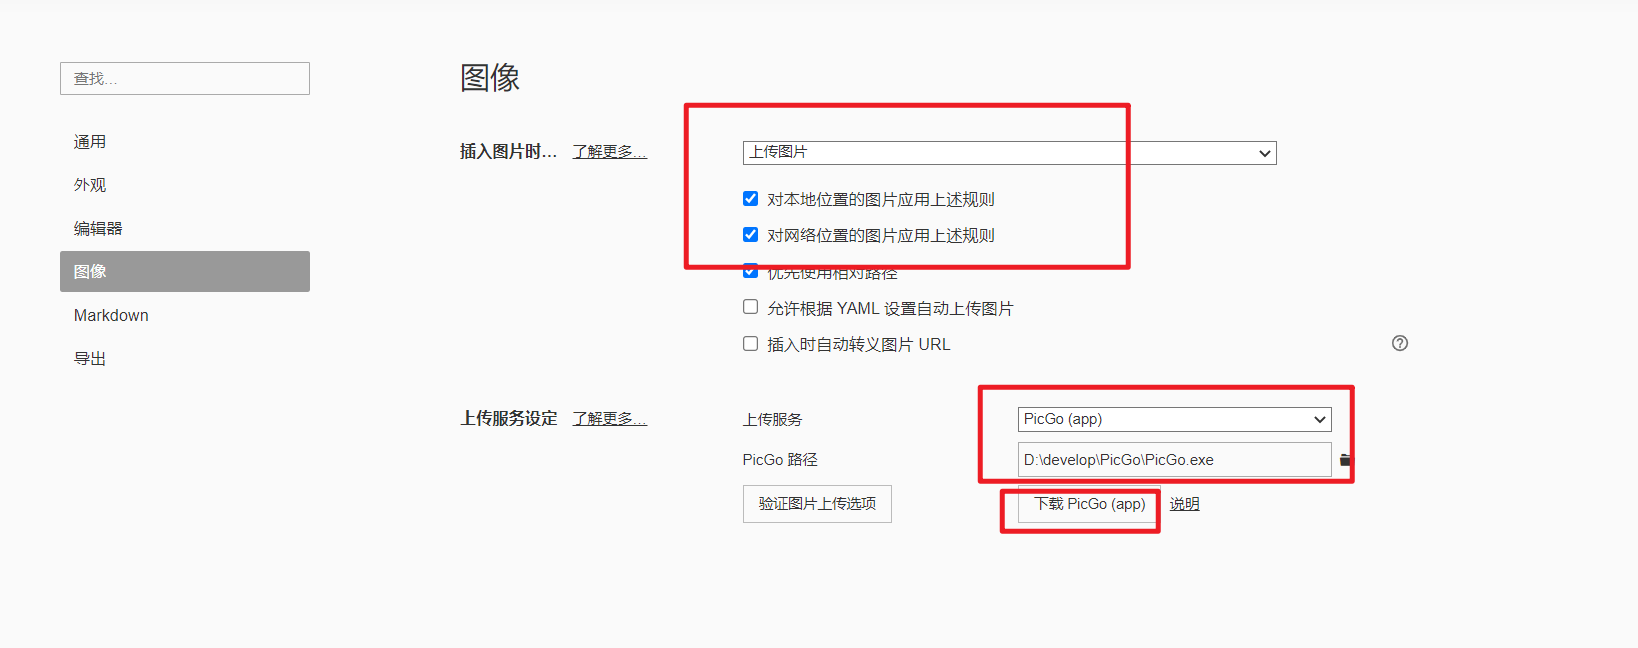 查找...
通用
外观
编辑器
图像
Markdown
导出
图像
插入图片时... 了解更多... 上传图片
对本地位置的图片应用上述规则
对网络位置的图片应用上述规则
优先使用相对路径
允许根据 YAML 设置自动上传图片
插入时自动转义图片 URL
上传服务设定 了解更多... 上传服务 PicGo (app)
PicGo 路径 D:\develop\PicGo\PicGo.exe
验证图片上传选项 下载 PicGo (app) 说明